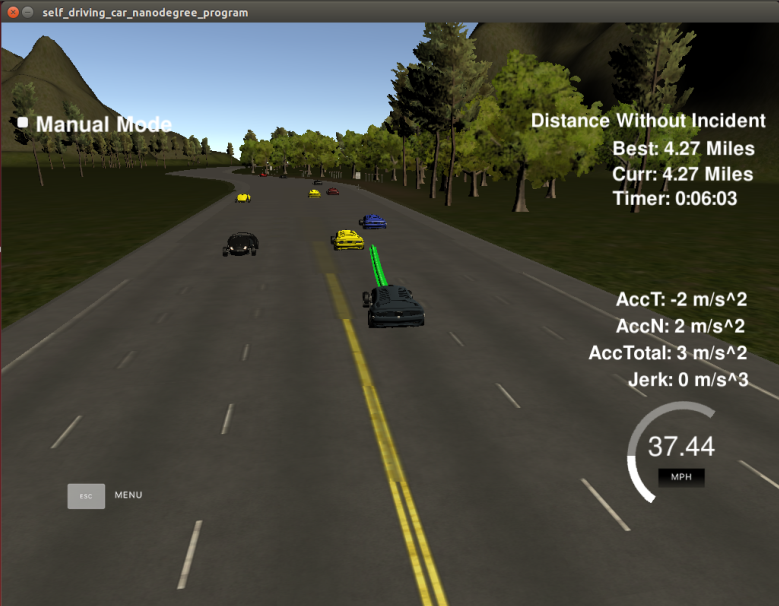 self_driving_car_nanodegree_program
Manual Mode
Distance Without Incident
Best: 4.27 Miles
Curr: 4.27 Miles
Timer: 0:06:03
AccT: -2 m/s^2
AccN: 2 m/s^2
AccTotal: 3 m/s^2
Jerk: 0 m/s^3
37.44
MPH
ESC
MENU